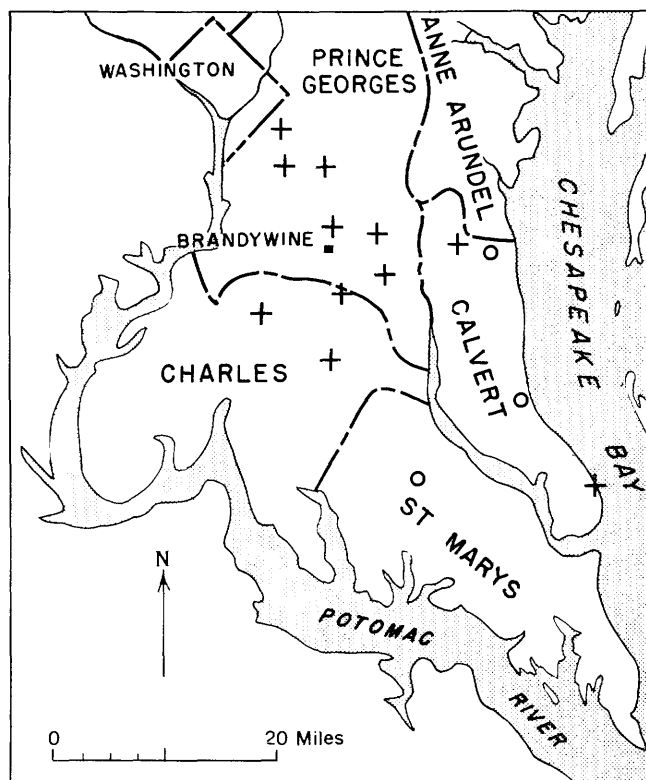 PRINCE
GEORGES
WASHINGTON
ANNE ARUNDEL
CHESAPEAKE
BAY
BRANDYWINE
CALVERT
CHARLES
ST MARYS
N
POTOMAC
RIVER
0 20 Miles